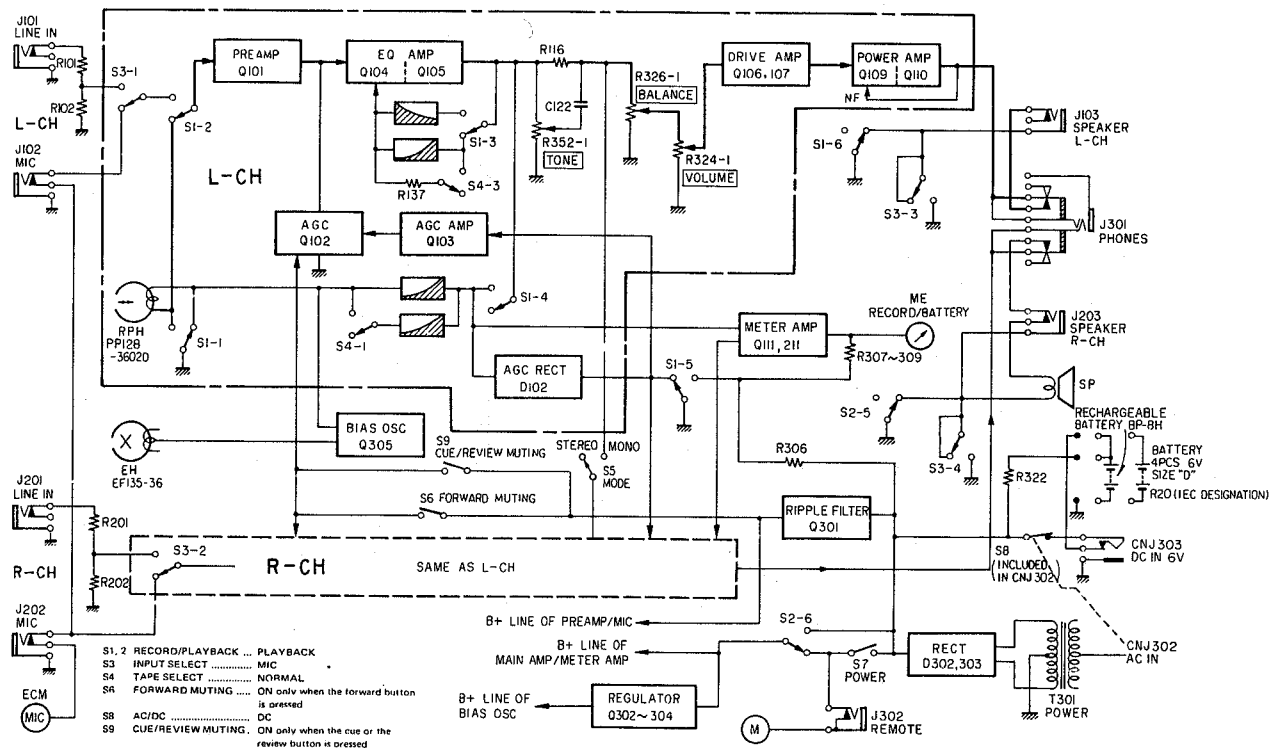 J101
LINE IN
R101
R102
S3-1
L-CH
J102
MIC
S1-2
PREAMP
Q101
EQ AMP
Q104 Q105
R116
C122
R352-1
TONE
R326-1
BALANCE
R324-1
VOLUME
DRIVE AMP
Q106,107
POWER AMP
Q109 Q110
NF
J103
SPEAKER
L-CH
S1-6
S3-3
J301
PHONES
L-CH
S1-3
S4-3
R137
AGC
Q102
AGC AMP
Q103
RPH
PP128
-3602D
S1-1
S4-1
S1-4
METER AMP
Q111, 211
ME
RECORD/BATTERY
R307~309
J203
SPEAKER
R-CH
AGC RECT
D102
S1-5
SP
S2-5
S3-4
RECHARGEABLE
BATTERY BP-8H
BATTERY
4PCS 6V
SIZE "D"
R20 (IEC DESIGNATION)
EH
EF135-36
BIAS OSC
Q305
S9
CUE/REVIEW MUTING
S6 FORWARD MUTING
STEREO MONO
S5
MODE
R306
R322
RIPPLE FILTER
Q301
J201
LINE IN
R201
R202
S3-2
R-CH
R-CH
SAME AS L-CH
S8
(INCLUDED
IN CNJ302)
CNJ303
DC IN 6V
J202
MIC
ECM
MIC
B+ LINE OF PREAMP/MIC
B+ LINE OF
MAIN AMP/METER AMP
B+ LINE OF
BIAS OSC
REGULATOR
Q302~304
S2-6
S7
POWER
RECT
D302,303
T301
POWER
CNJ302
AC IN
M
J302
REMOTE
S1, 2 RECORD/PLAYBACK ... PLAYBACK
S3 INPUT SELECT .............. MIC
S4 TAPE SELECT ............... NORMAL
S6 FORWARD MUTING ..... ON only when the forward button
is pressed
S8 AC/DC ........................... DC
S9 CUE/REVIEW MUTING. ON only when the cue or the
review button is pressed